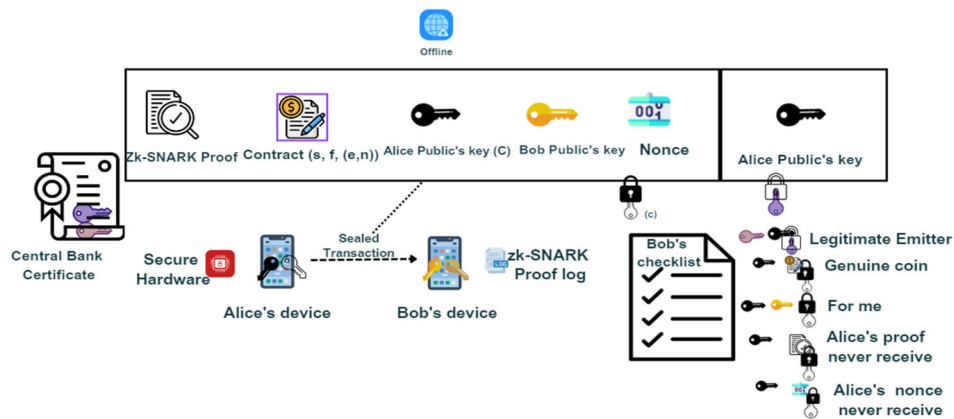 Offline
Zk-SNARK Proof
Contract (s, f, (e,n))
Alice Public's key (C)
Bob Public's key
Nonce
Alice Public's key
(c)
Central Bank
Certificate
Secure
Hardware
Sealed
Transaction
zk-SNARK
Proof log
Alice's device
Bob's device
Bob's
checklist
Legitimate Emitter
Genuine coin
For me
Alice's proof
never receive
Alice's nonce
never receive